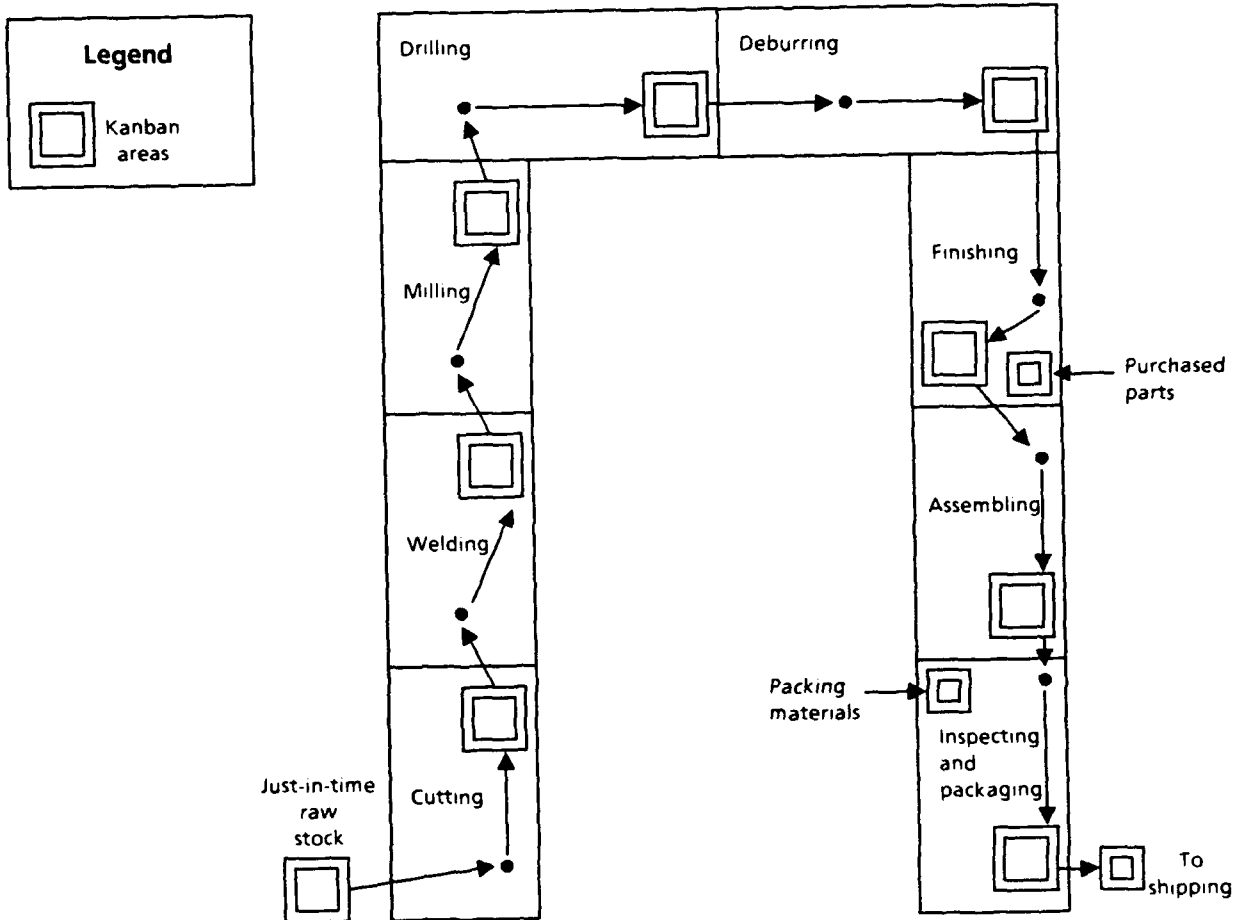 Legend
Kanban
areas
Drilling
Deburring
Milling
Finishing
Purchased
parts
Welding
Assembling
Packing
materials
Inspecting
and
packaging
Just-in-time
raw
stock
Cutting
To
shipping